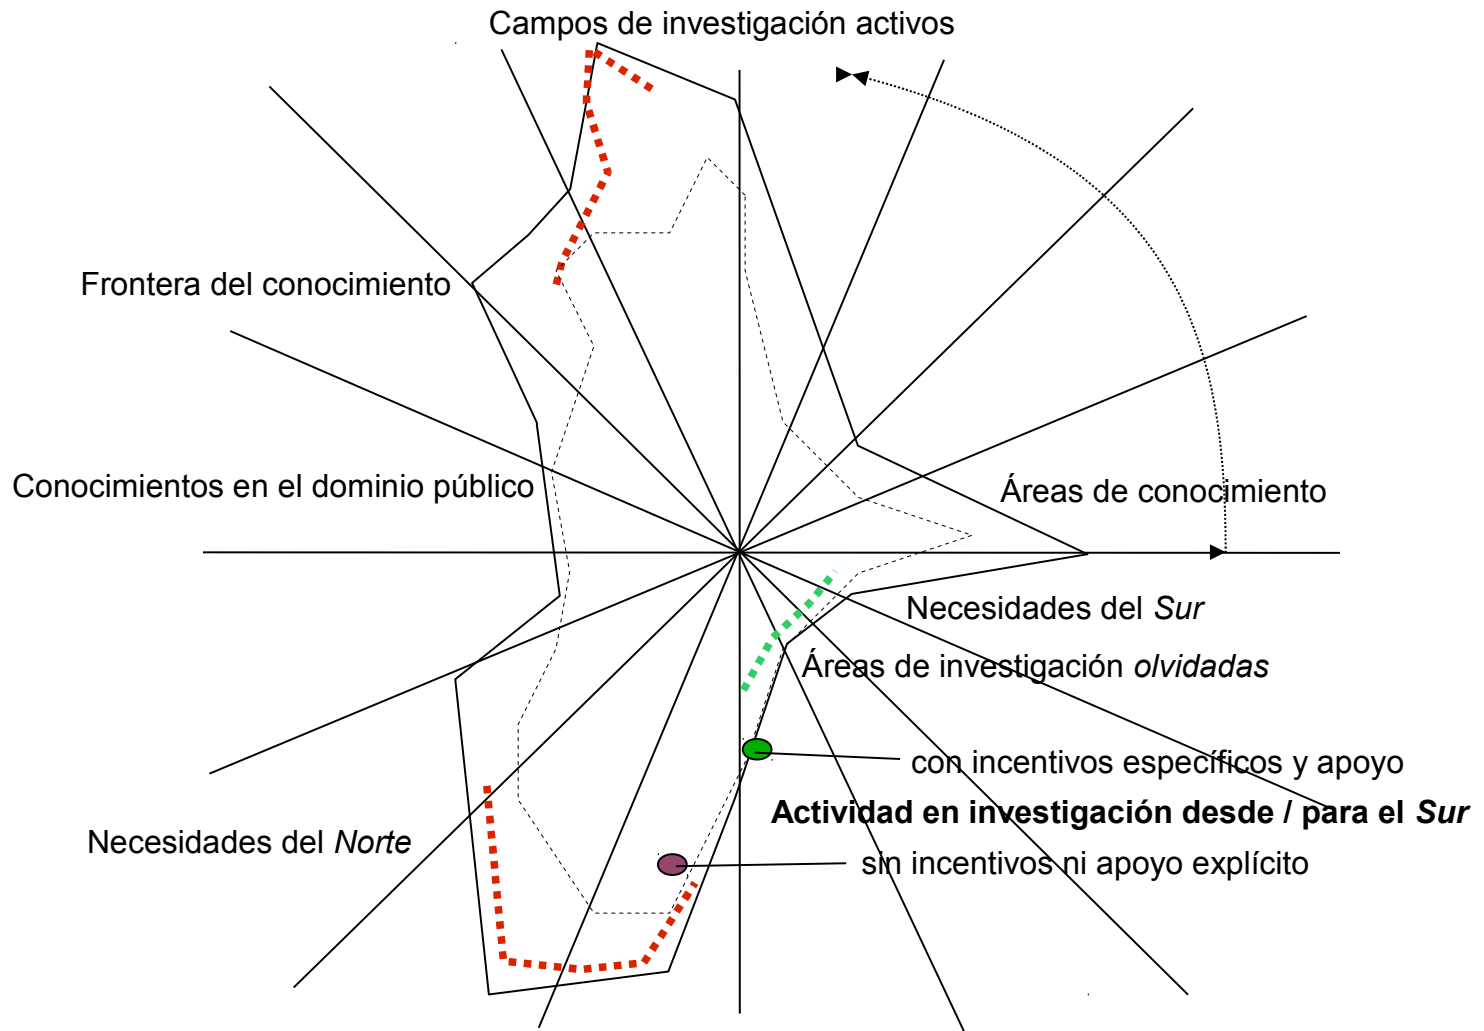 Campos de investigación activos
Frontera del conocimiento
Conocimientos en el dominio público
Áreas de conocimiento
Necesidades del Sur
Áreas de investigación olvidadas
con incentivos específicos y apoyo
Actividad en investigación desde / para el Sur
Necesidades del Norte
sin incentivos ni apoyo explícito